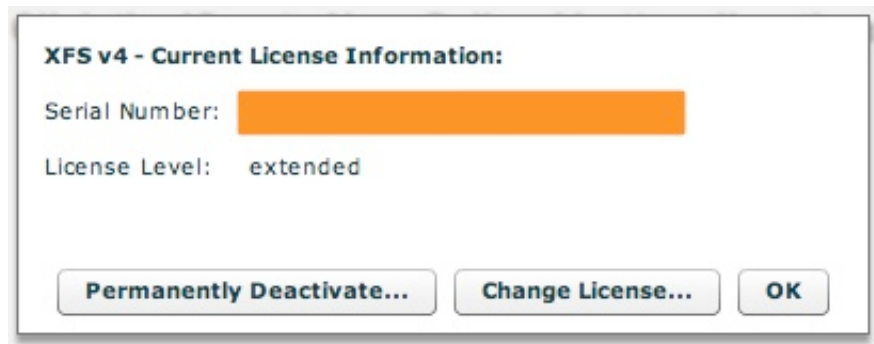 XFS v4 - Current License Information:
Serial Number:
License Level: extended
Permanently Deactivate... Change License... OK